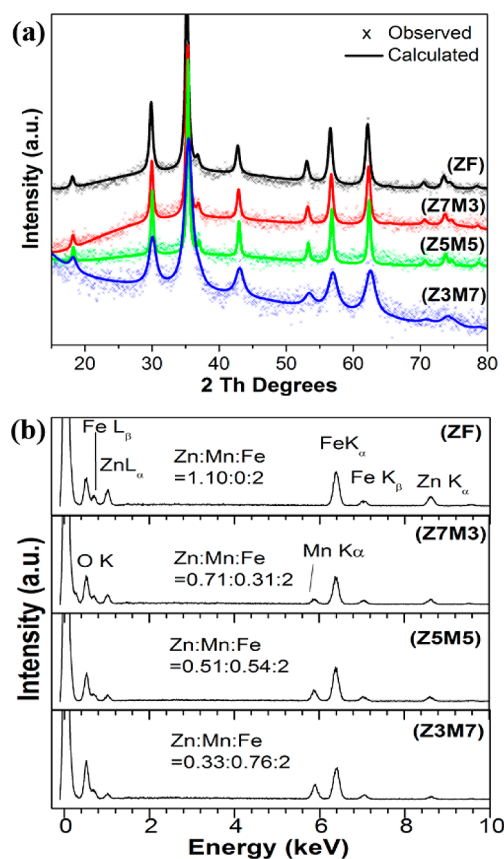 (a)
× Observed
— Calculated
(ZF)
(Z7M3)
(Z5M5)
(Z3M7)
Intensity (a.u.)
20 30 40 50 60 70 80
2 Th Degrees
(b)
(ZF)
Fe Lβ
ZnLα
Zn:Mn:Fe
=1.10:0:2
FeKα
Fe Kβ
Zn Kα
(Z7M3)
O K
Zn:Mn:Fe
=0.71:0.31:2
Mn Kα
(Z5M5)
Zn:Mn:Fe
=0.51:0.54:2
(Z3M7)
Zn:Mn:Fe
=0.33:0.76:2
Intensity (a.u.)
0 2 4 6 8 10
Energy (keV)